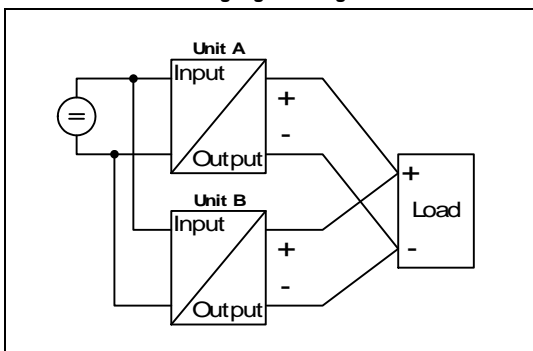 Unit A
Input
+
-
Output
=
+
Load
-
Unit B
Input
+
-
Output